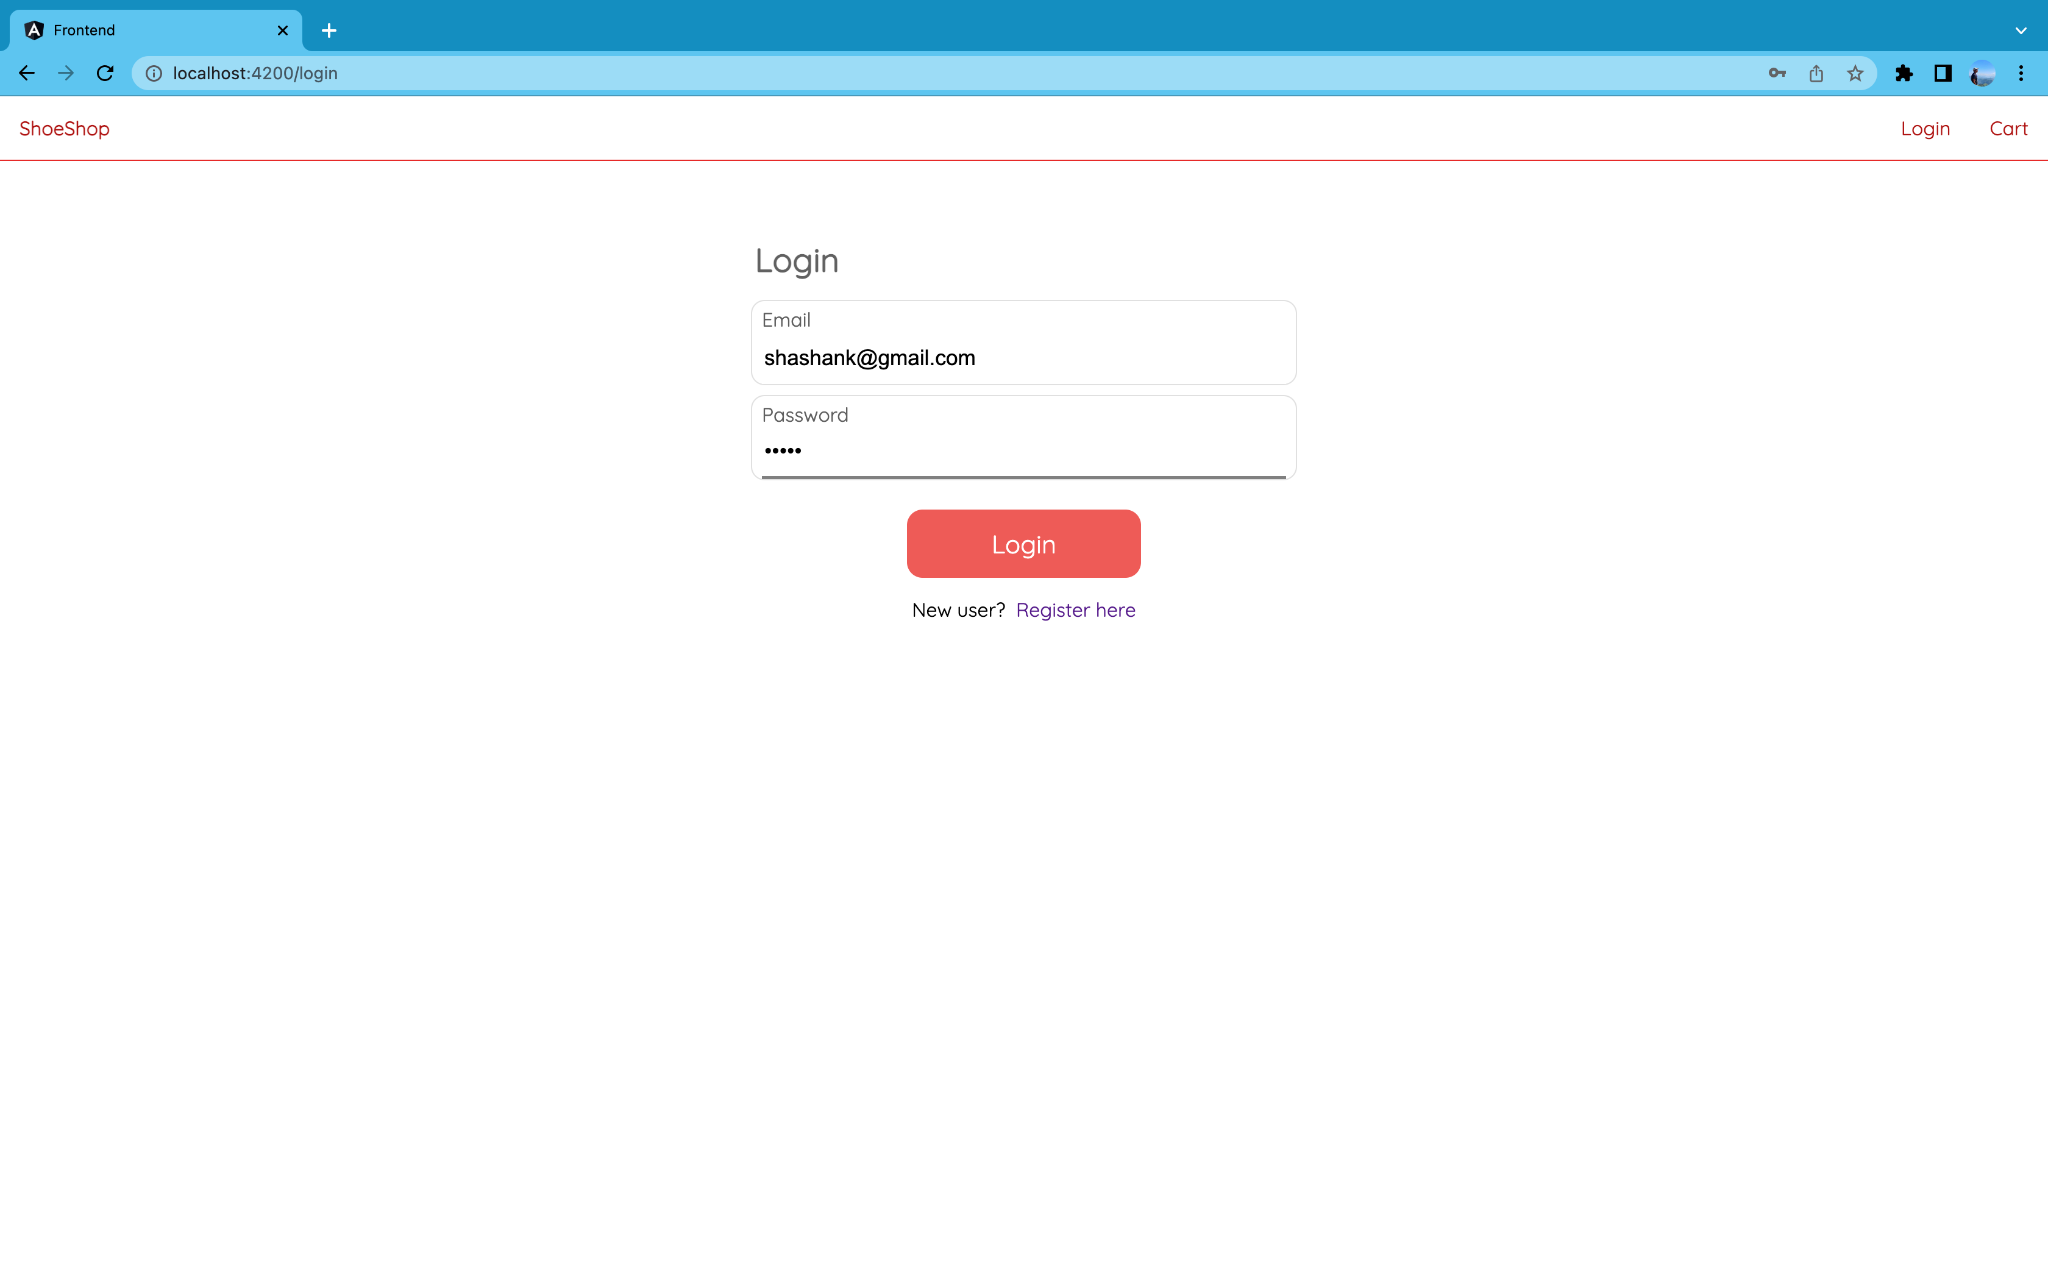 Frontend
localhost:4200/login
ShoeShop
Login
Cart
Login
Email
shashank@gmail.com
Password
•••••
Login
New user? Register here